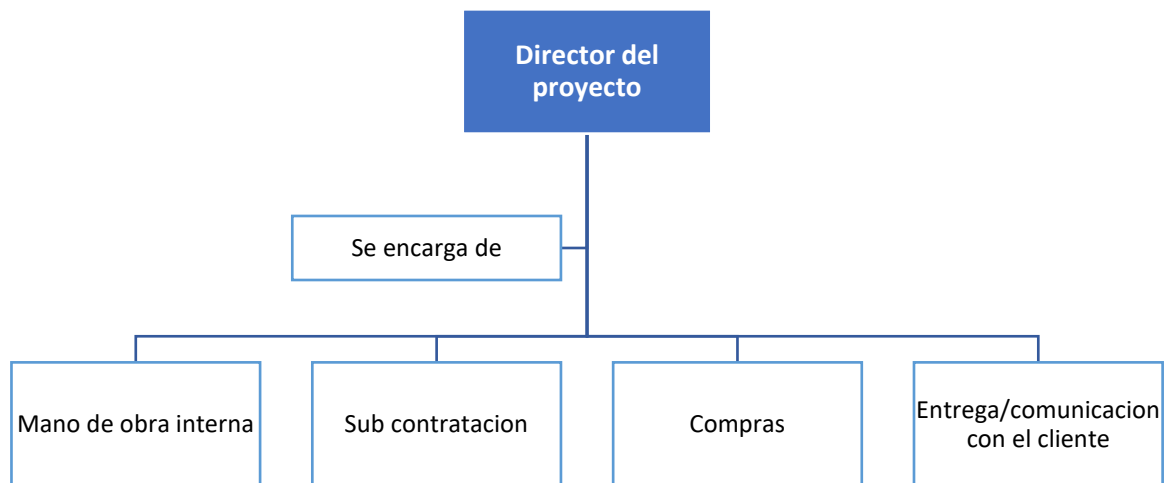 Director del
proyecto
Se encarga de
Mano de obra interna
Sub contratacion
Compras
Entrega/comunicacion
con el cliente